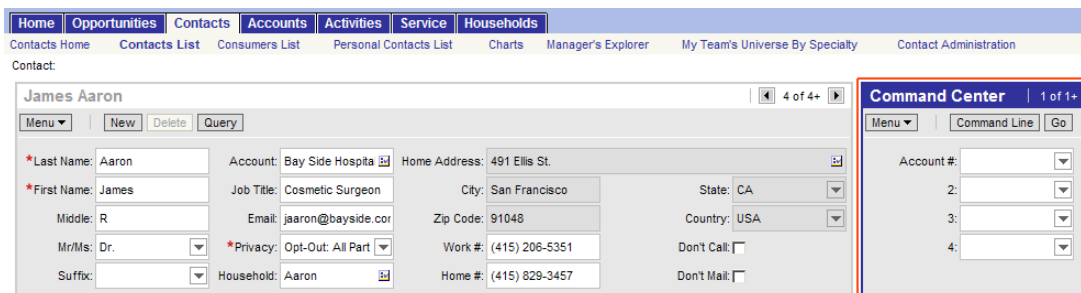 Home Opportunities Contacts Accounts Activities Service Households
Contacts Home Contacts List Consumers List Personal Contacts List Charts Manager's Explorer My Team's Universe By Specialty Contact Administration
Contact:
James Aaron 4 of 4+ Command Center 1 of 1+
Menu New Delete Query Menu Command Line Go
*Last Name: Aaron Account: Bay Side Hospita Home Address: 491 Ellis St. Account #:
*First Name: James Job Title: Cosmetic Surgeon City: San Francisco State: CA 2:
Middle: R Email: jaaron@bayside.cor Zip Code: 91048 Country: USA 3:
Mr/Ms: Dr. *Privacy: Opt-Out: All Part Work #: (415) 206-5351 Don't Call: 4:
Suffix: Household: Aaron Home #: (415) 829-3457 Don't Mail: